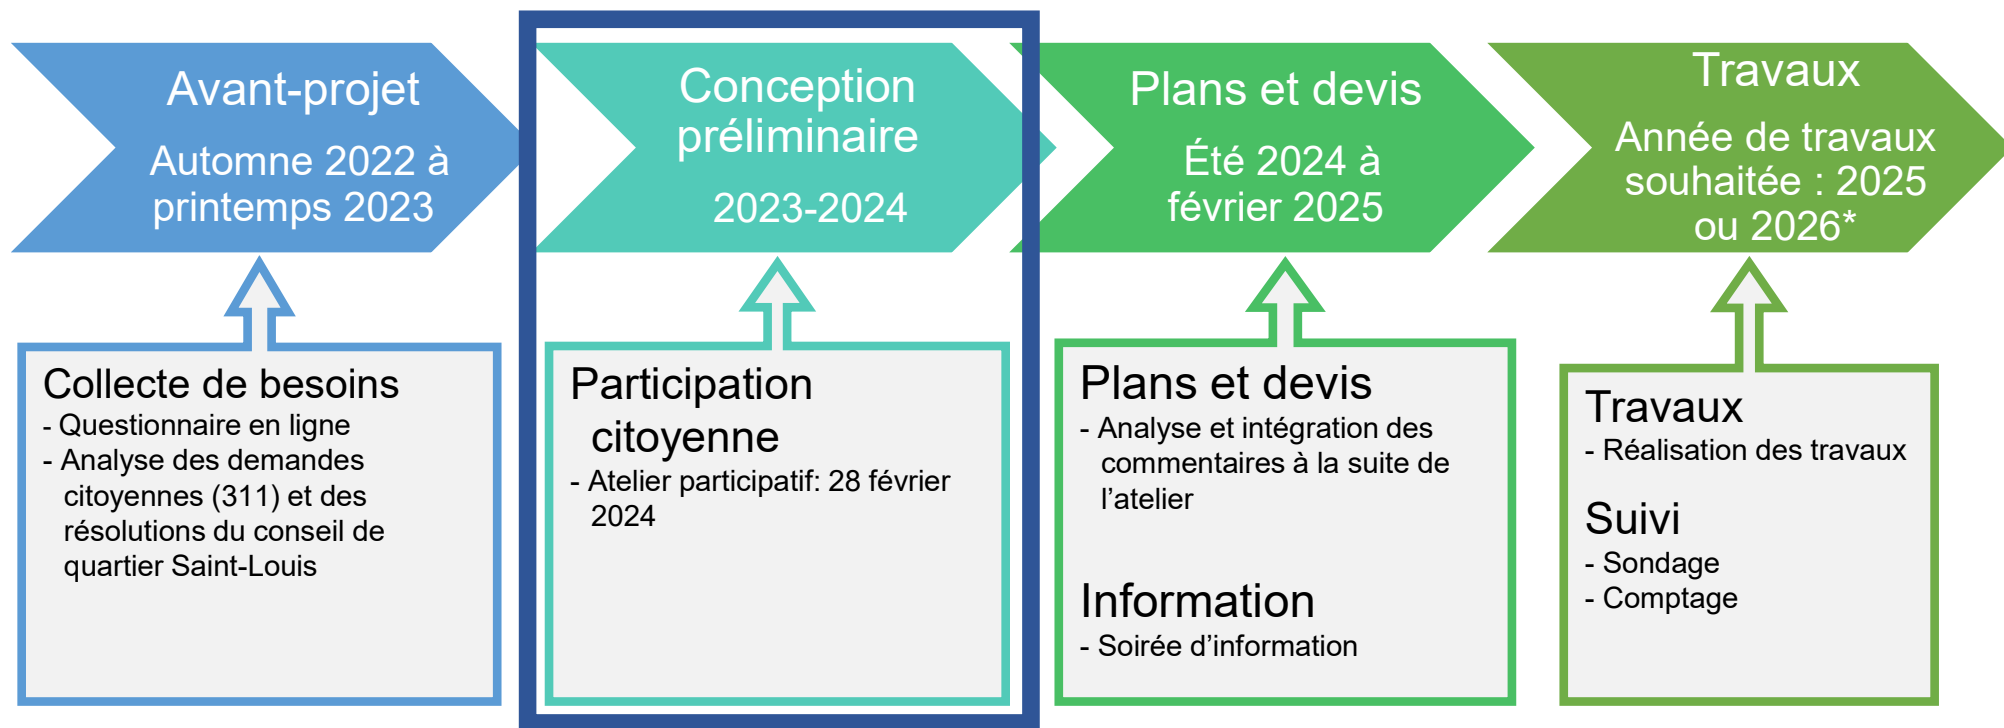 Avant-projet
Automne 2022 à
printemps 2023
Conception
préliminaire
2023-2024
Plans et devis
Été 2024 à
février 2025
Travaux
Année de travaux
souhaitée : 2025
ou 2026*
Collecte de besoins
- Questionnaire en ligne
- Analyse des demandes
citoyennes (311) et des
résolutions du conseil de
quartier Saint-Louis
Participation
citoyenne
- Atelier participatif: 28 février
2024
Plans et devis
- Analyse et intégration des
commentaires à la suite de
l’atelier
Information
- Soirée d’information
Travaux
- Réalisation des travaux
Suivi
- Sondage
- Comptage